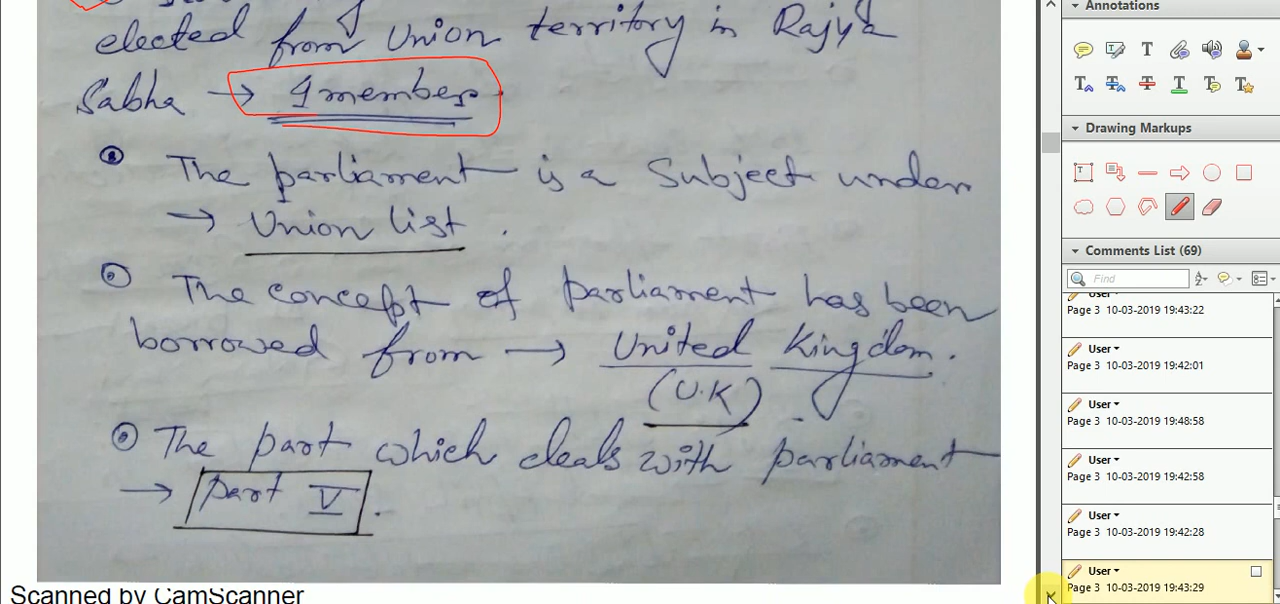 elected from Union territory in Rajya
Sabha → 4 members
The parliament is a Subject under
→ Union list.
The concept of parliament has been
borrowed from → United Kingdom.
(U.K)
The part which deals with parliament
→ Part V.
Scanned by CamScanner
Annotations
Drawing Markups
Comments List (69)
Find
User
Page 3 10-03-2019 19:43:22
User
Page 3 10-03-2019 19:42:01
User
Page 3 10-03-2019 19:48:58
User
Page 3 10-03-2019 19:42:58
User
Page 3 10-03-2019 19:42:28
User
Page 3 10-03-2019 19:43:29